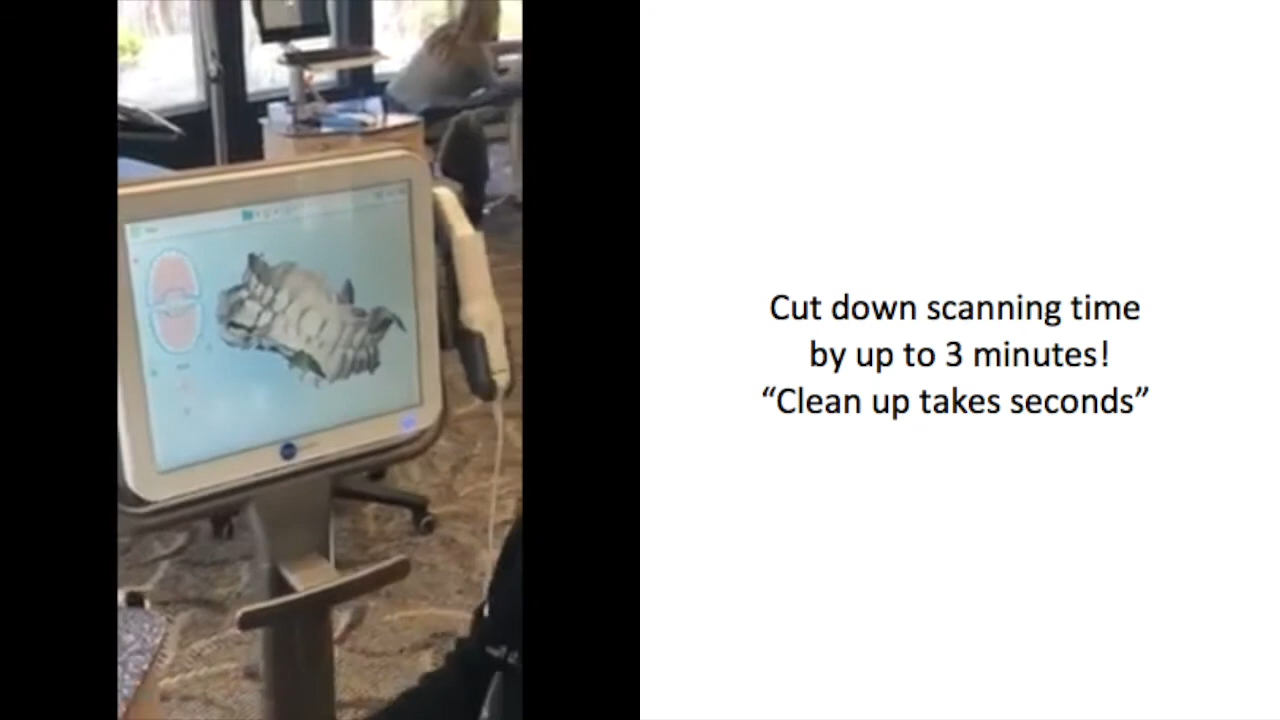 Cut down scanning time
by up to 3 minutes!
“Clean up takes seconds”